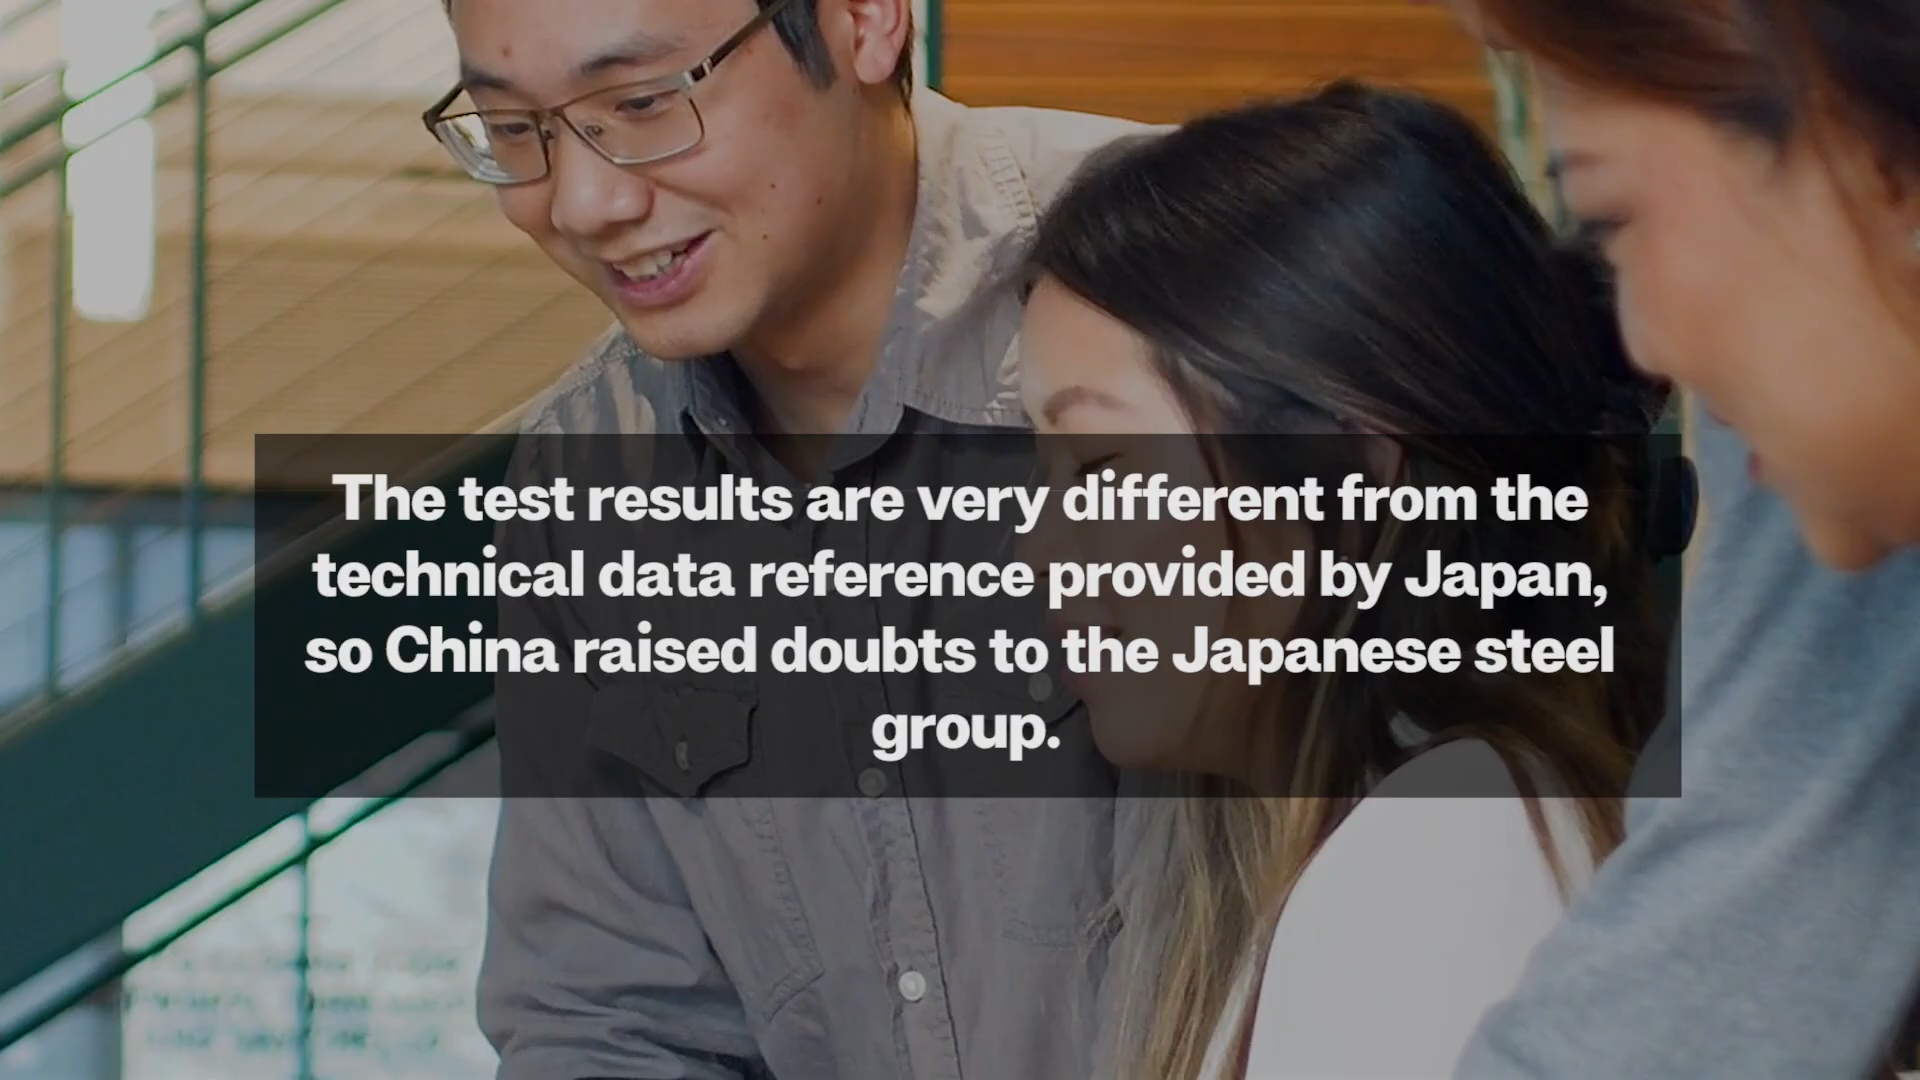 The test results are very different from the
technical data reference provided by Japan,
so China raised doubts to the Japanese steel
group.